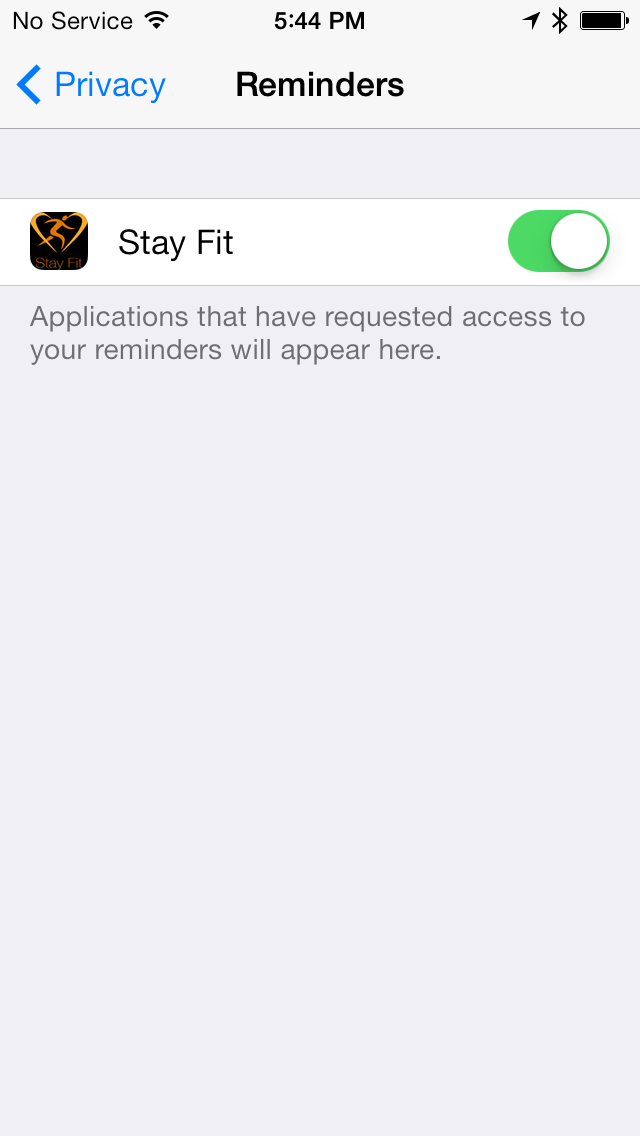 No Service 5:44 PM
Privacy Reminders
Stay Fit
Stay Fit
Applications that have requested access to
your reminders will appear here.